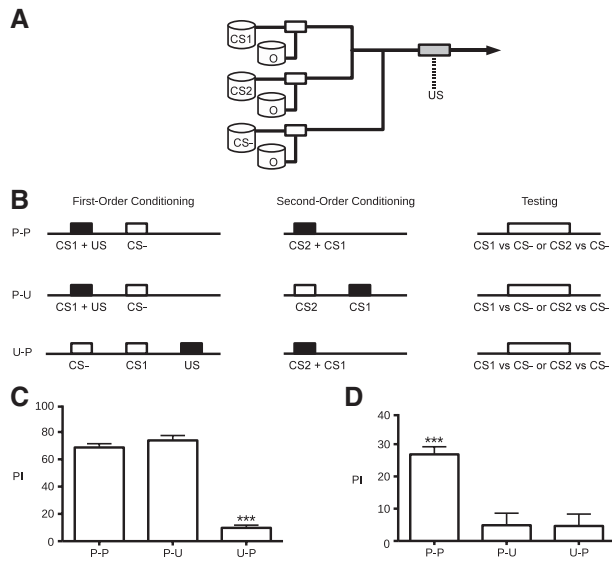 A
CS1
O
CS2
O
CS-
O
US
B
First-Order Conditioning Second-Order Conditioning Testing
P-P
CS1 + US CS- CS2 + CS1 CS1 vs CS- or CS2 vs CS-
P-U
CS1 + US CS- CS2 CS1 CS1 vs CS- or CS2 vs CS-
U-P
CS- CS1 US CS2 + CS1 CS1 vs CS- or CS2 vs CS-
C
100
80
60
PI
40
20
0
***
P-P P-U U-P
D
40
30
PI
20
10
0
***
P-P P-U U-P